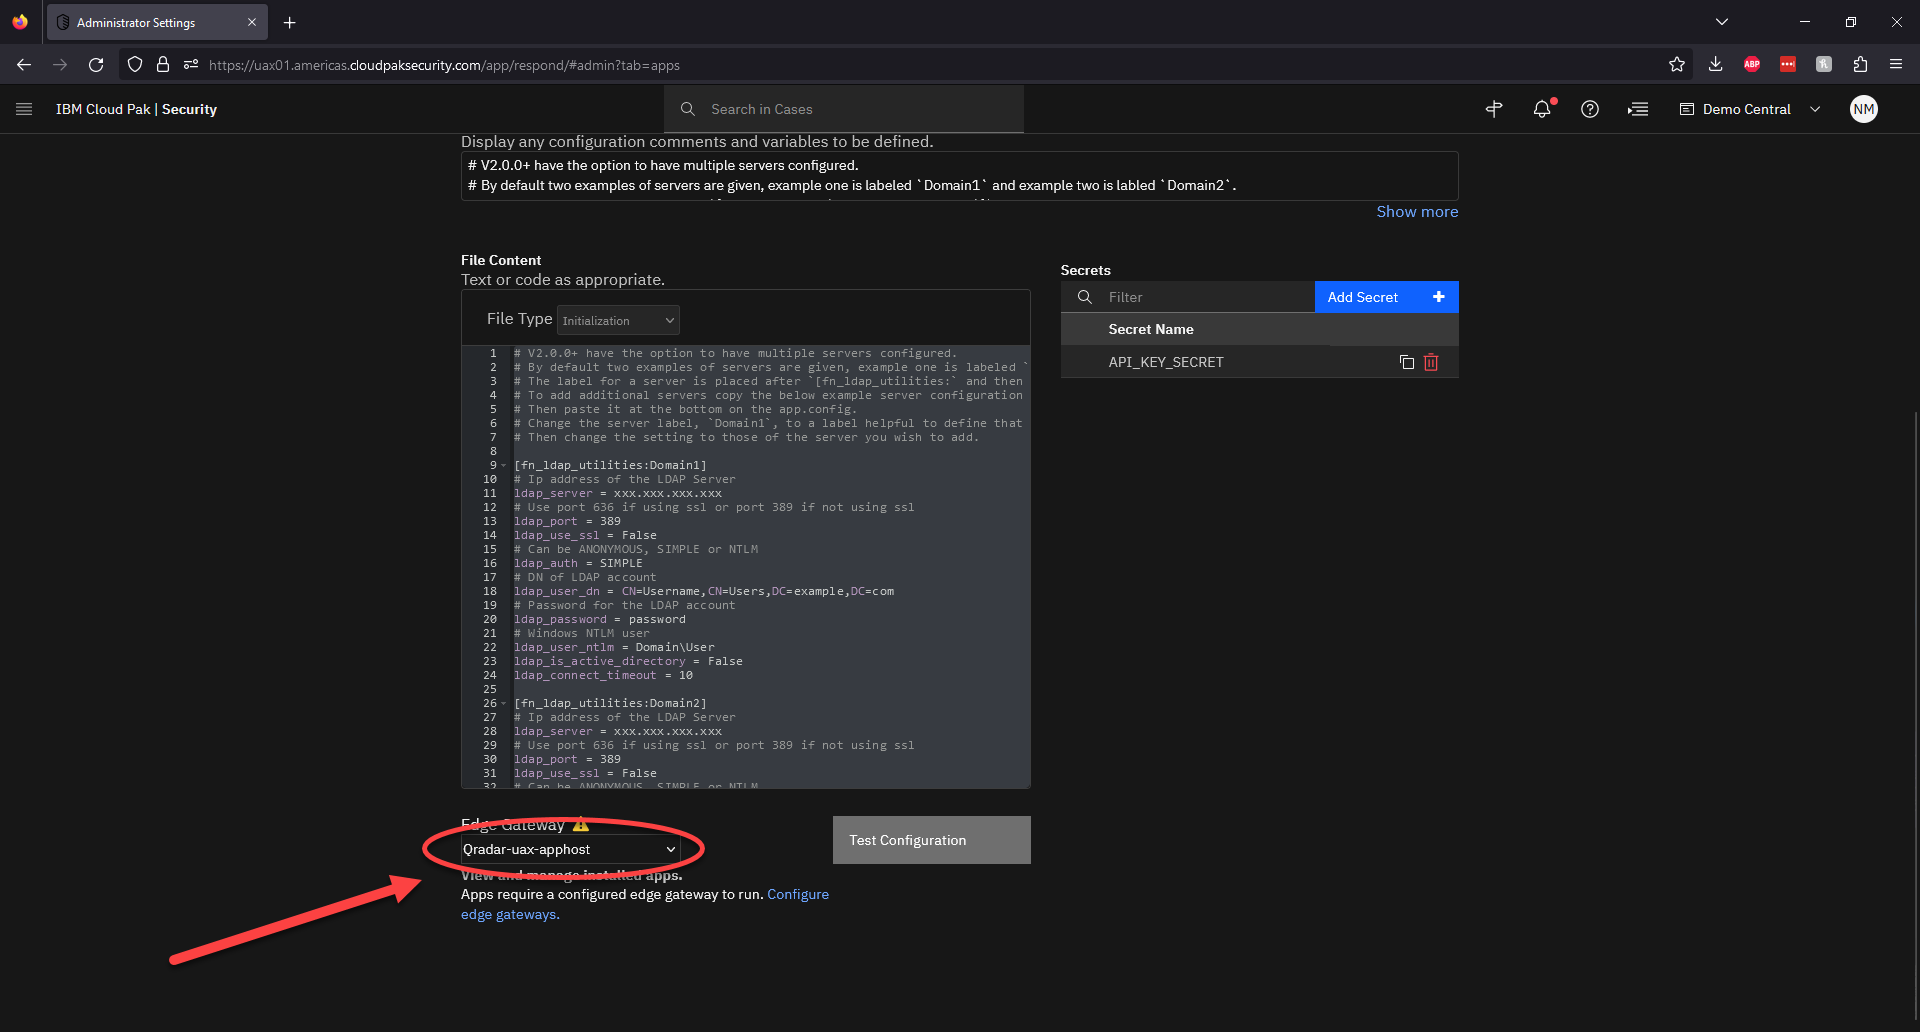 Administrator Settings
https://uax01.americas.cloudpaksecurity.com/app/respond/#admin?tab=apps
ABP
IBM Cloud Pak | Security
Search in Cases
Demo Central
NM
Display any configuration comments and variables to be defined.
# V2.0.0+ have the option to have multiple servers configured.
# By default two examples of servers are given, example one is labeled `Domain1` and example two is labled `Domain2`.
Show more
File Content
Text or code as appropriate.
File Type
Initialization
1 # V2.0.0+ have the option to have multiple servers configured.
2 # By default two examples of servers are given, example one is labeled `
3 # The label for a server is placed after `[fn_ldap_utilities:` and then
4 # To add additional servers copy the below example server configuration
5 # Then paste it at the bottom on the app.config.
6 # Change the server label, `Domain1`, to a label helpful to define that
7 # Then change the setting to those of the server you wish to add.
8
9 [fn_ldap_utilities:Domain1]
10 # Ip address of the LDAP Server
11 ldap_server = xxx.xxx.xxx.xxx
12 # Use port 636 if using ssl or port 389 if not using ssl
13 ldap_port = 389
14 ldap_use_ssl = False
15 # Can be ANONYMOUS, SIMPLE or NTLM
16 ldap_auth = SIMPLE
17 # DN of LDAP account
18 ldap_user_dn = CN=Username,CN=Users,DC=example,DC=com
19 # Password for the LDAP account
20 ldap_password = password
21 # Windows NTLM user
22 ldap_user_ntlm = Domain\User
23 ldap_is_active_directory = False
24 ldap_connect_timeout = 10
25
26 [fn_ldap_utilities:Domain2]
27 # Ip address of the LDAP Server
28 ldap_server = xxx.xxx.xxx.xxx
29 # Use port 636 if using ssl or port 389 if not using ssl
30 ldap_port = 389
31 ldap_use_ssl = False
32 # Can be ANONYMOUS, SIMPLE or NTLM
Secrets
Filter
Add Secret
Secret Name
API_KEY_SECRET
Edge Gateway
Qradar-uax-apphost
Test Configuration
View and manage installed apps.
Apps require a configured edge gateway to run. Configure
edge gateways.